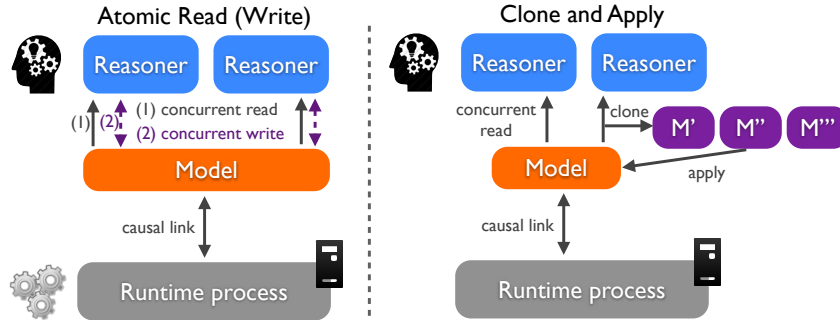 Atomic Read (Write)
Reasoner
Reasoner
(1)
(2)
(1) concurrent read
(2) concurrent write
Model
causal link
Runtime process
Clone and Apply
Reasoner
Reasoner
concurrent
read
clone
M'
M''
M'''
apply
Model
causal link
Runtime process